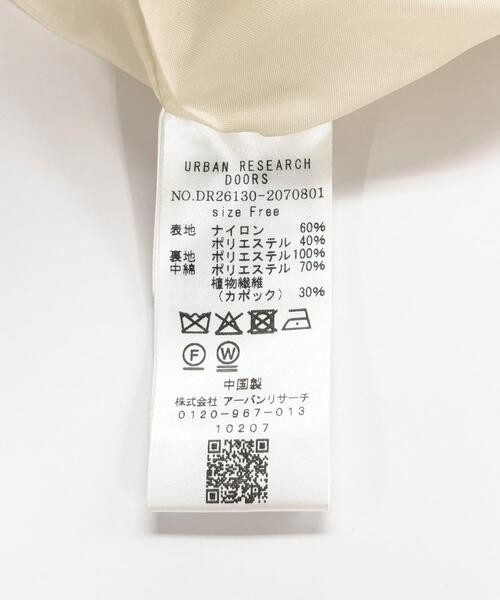 URBAN RESEARCH
DOORS
NO.DR26130-2070801
size Free
表地 ナイロン 60%
ポリエステル 40%
裏地 ポリエステル100%
中綿 ポリエステル 70%
植物繊維
(カポック) 30%
F W
中国製
株式会社 アーバンリサーチ
0120-967-013
10207